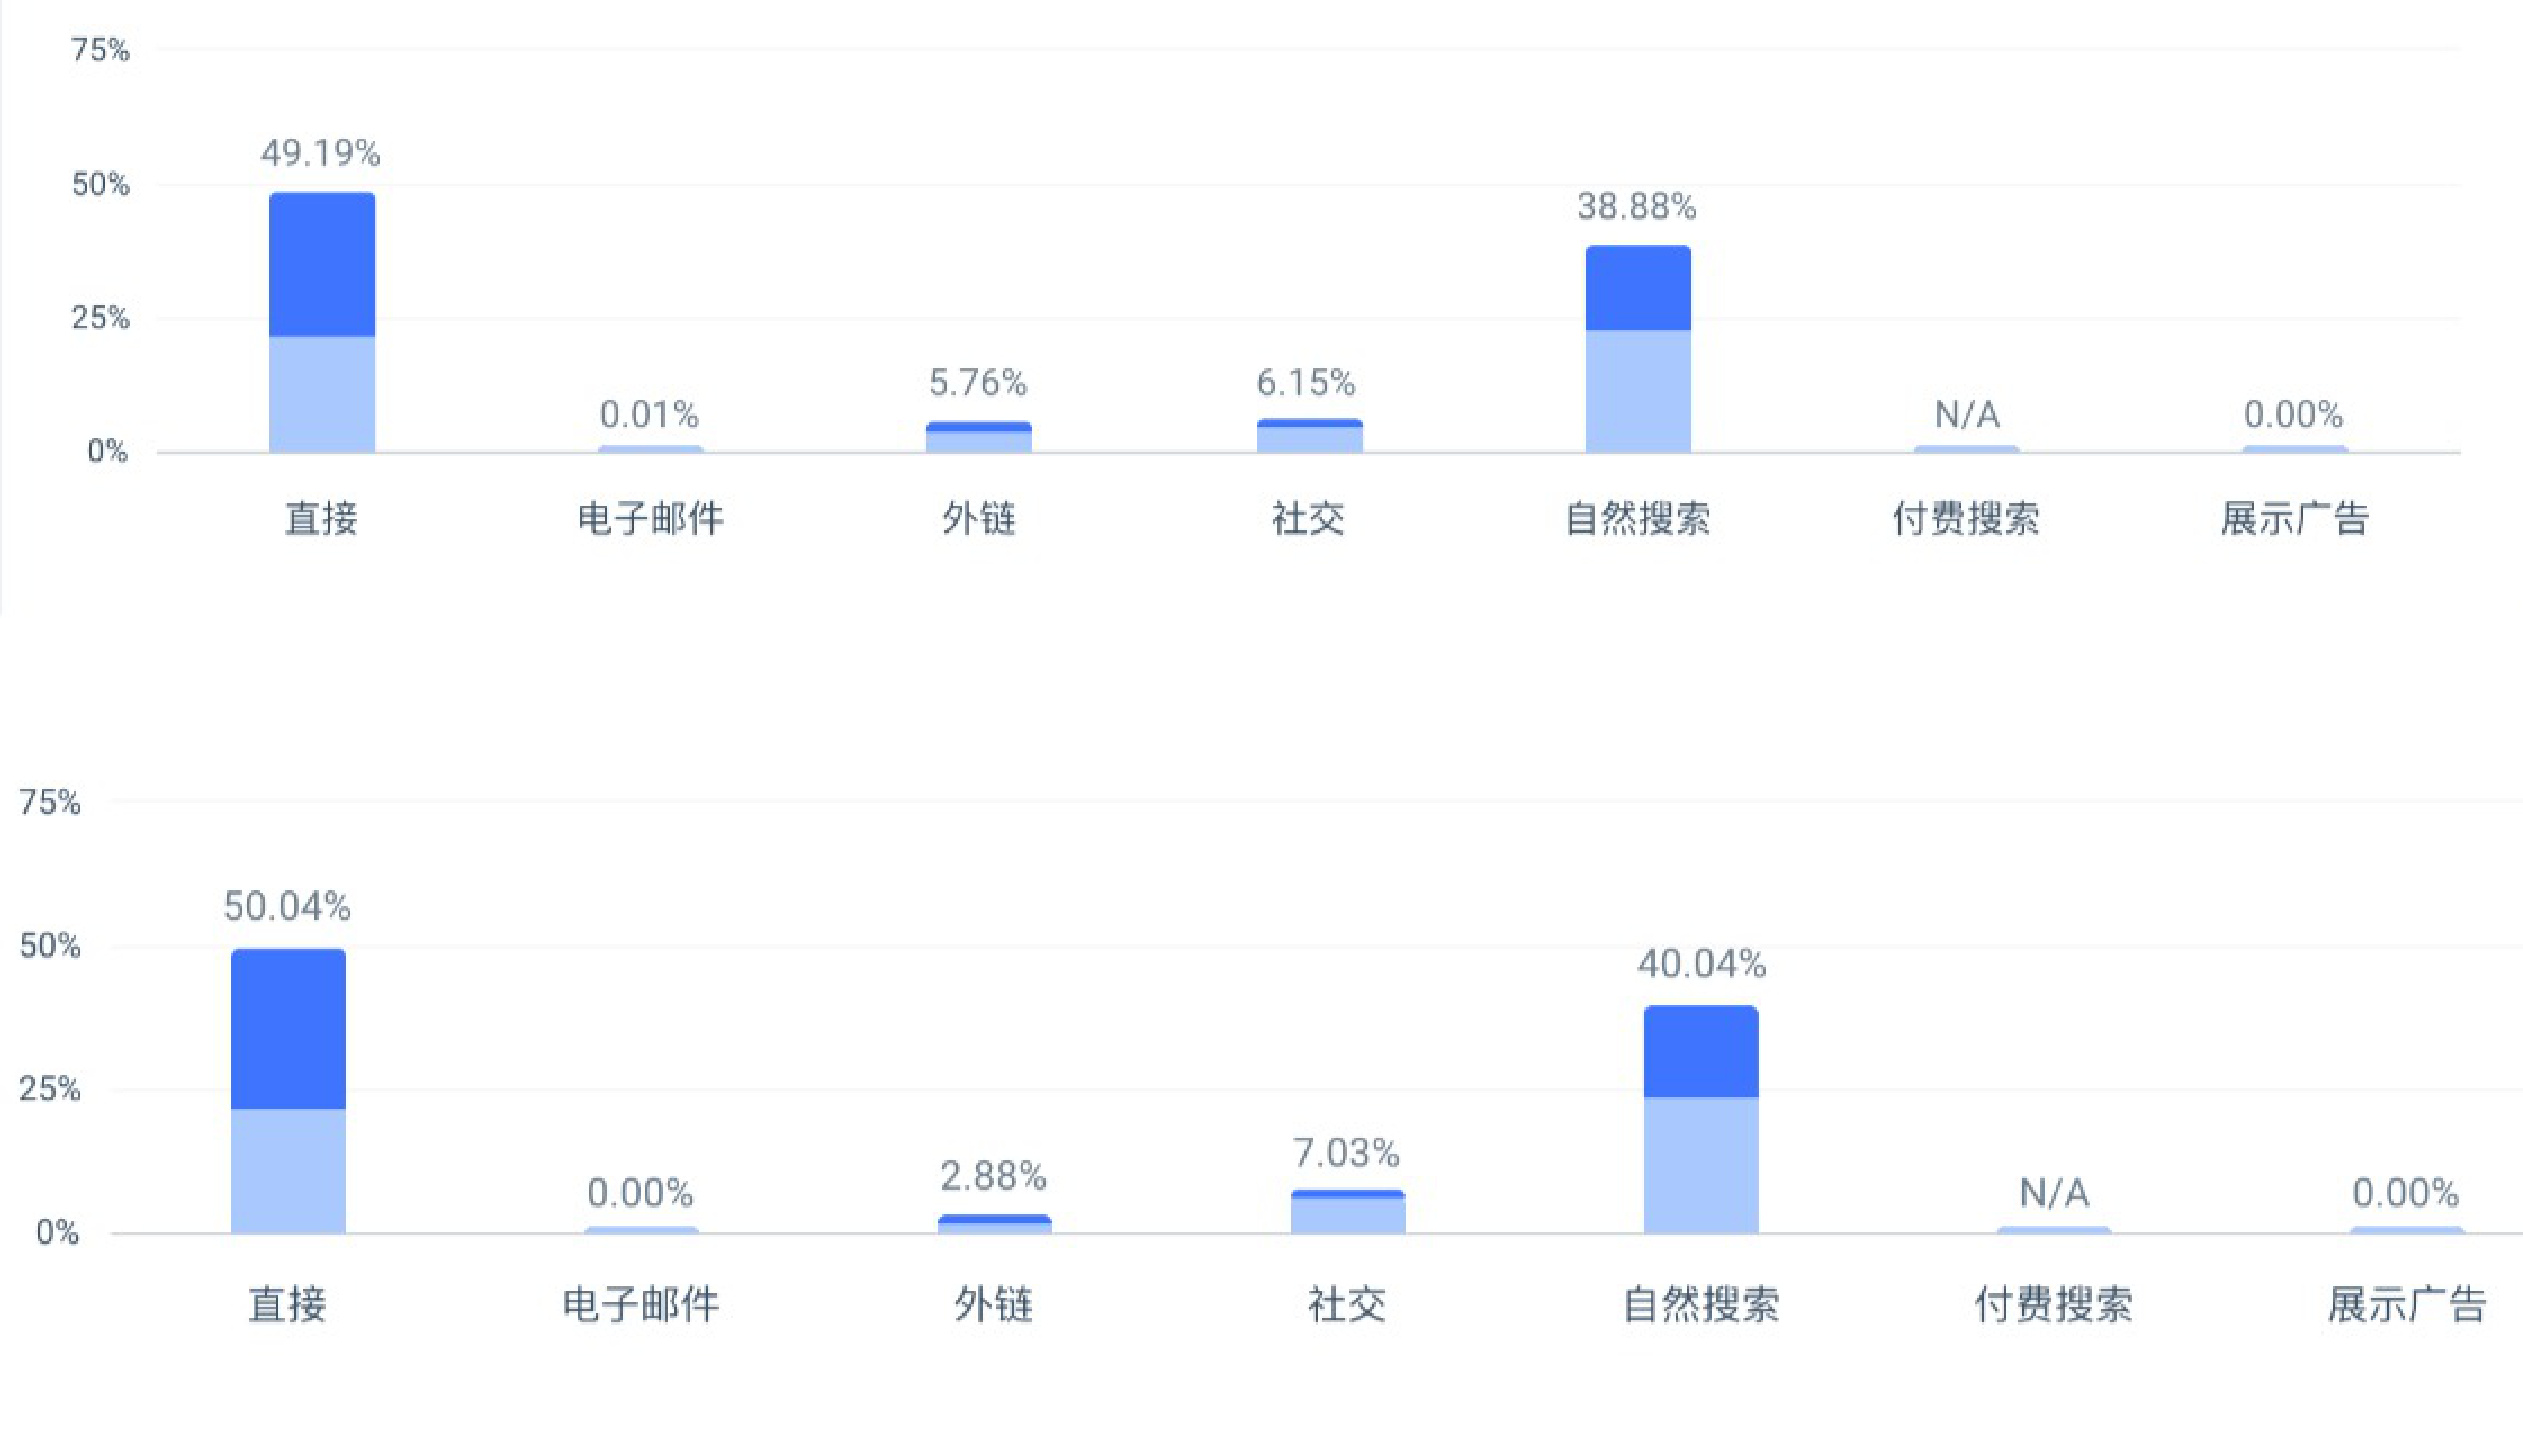 75%
49.19%
50%
38.88%
25%
5.76%
6.15%
0.01%
N/A
0.00%
0%
直接
电子邮件
外链
社交
自然搜索
付费搜索
展示广告
75%
50.04%
50%
40.04%
25%
7.03%
2.88%
0.00%
N/A
0.00%
0%
直接
电子邮件
外链
社交
自然搜索
付费搜索
展示广告